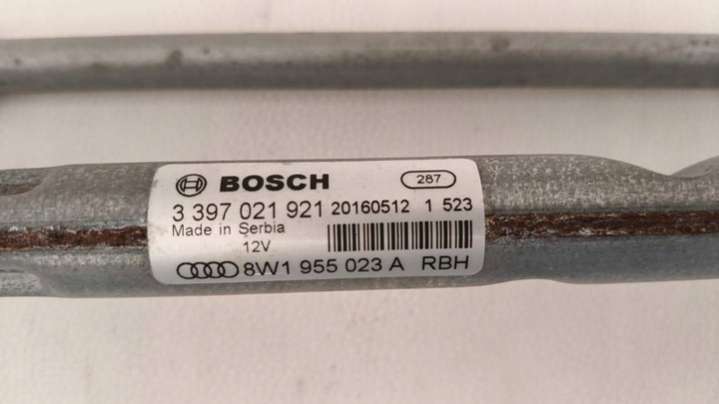 BOSCH 287
3 397 021 921 20160512 1 523
Made in Serbia
12V
8W1 955 023 A RBH